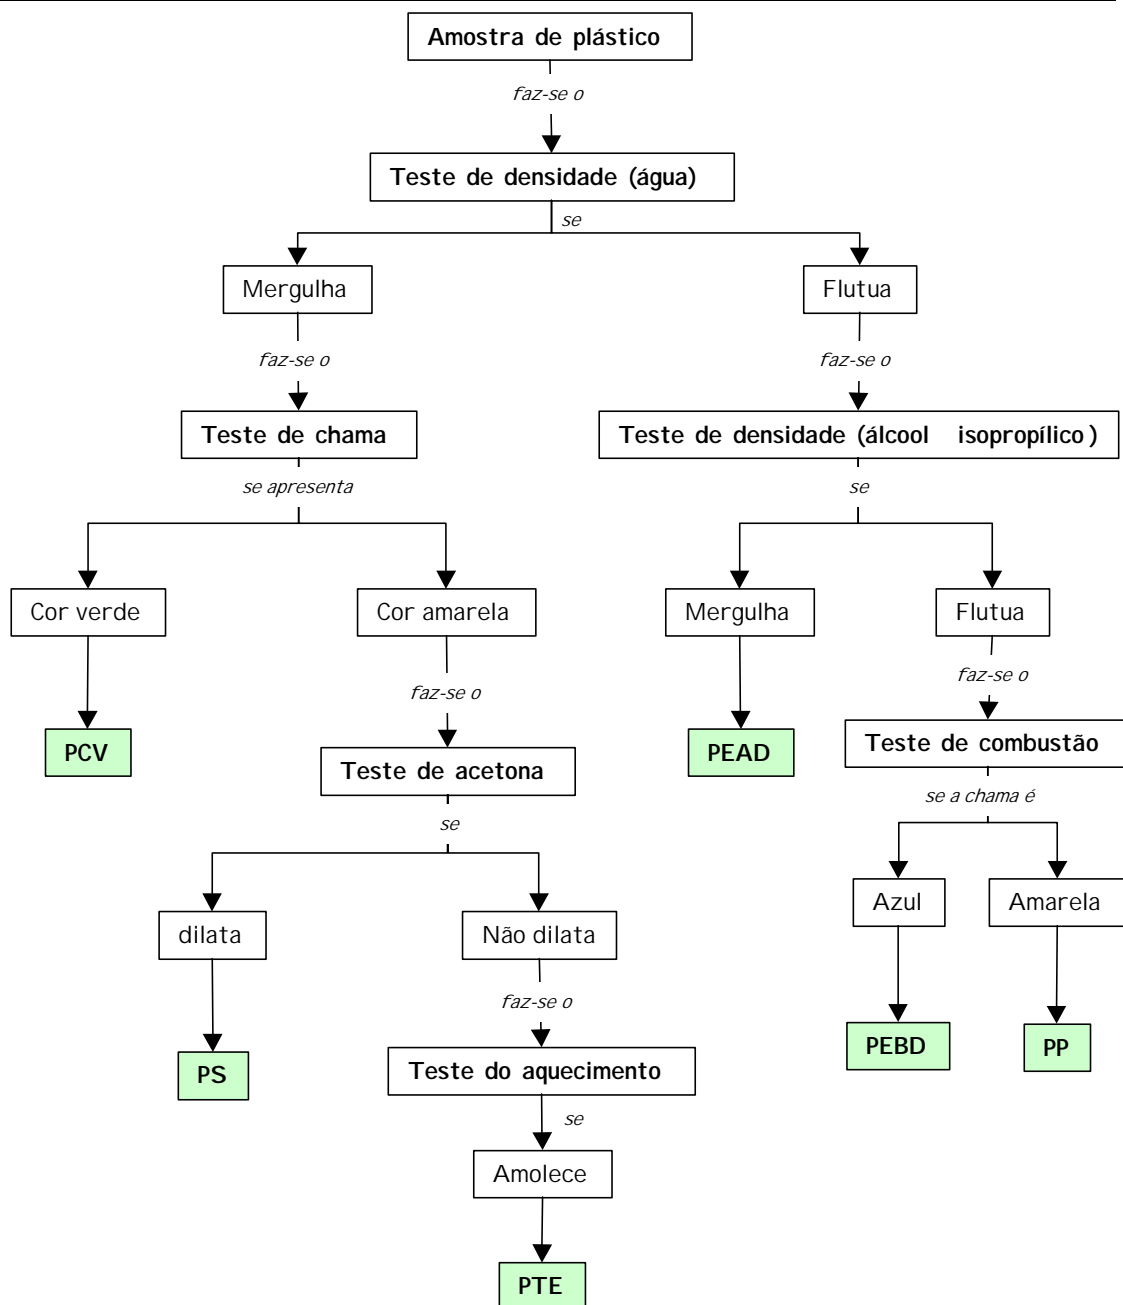 Amostra de plástico
faz-se o
Teste de densidade (água)
se
Mergulha
Flutua
faz-se o
faz-se o
Teste de chama
Teste de densidade (álcool isopropílico)
se apresenta
se
Cor verde
Cor amarela
Mergulha
Flutua
faz-se o
faz-se o
PCV
Teste de acetona
PEAD
Teste de combustão
se
se a chama é
dilata
Não dilata
Azul
Amarela
faz-se o
PS
Teste do aquecimento
PEBD
PP
se
Amolece
PTE